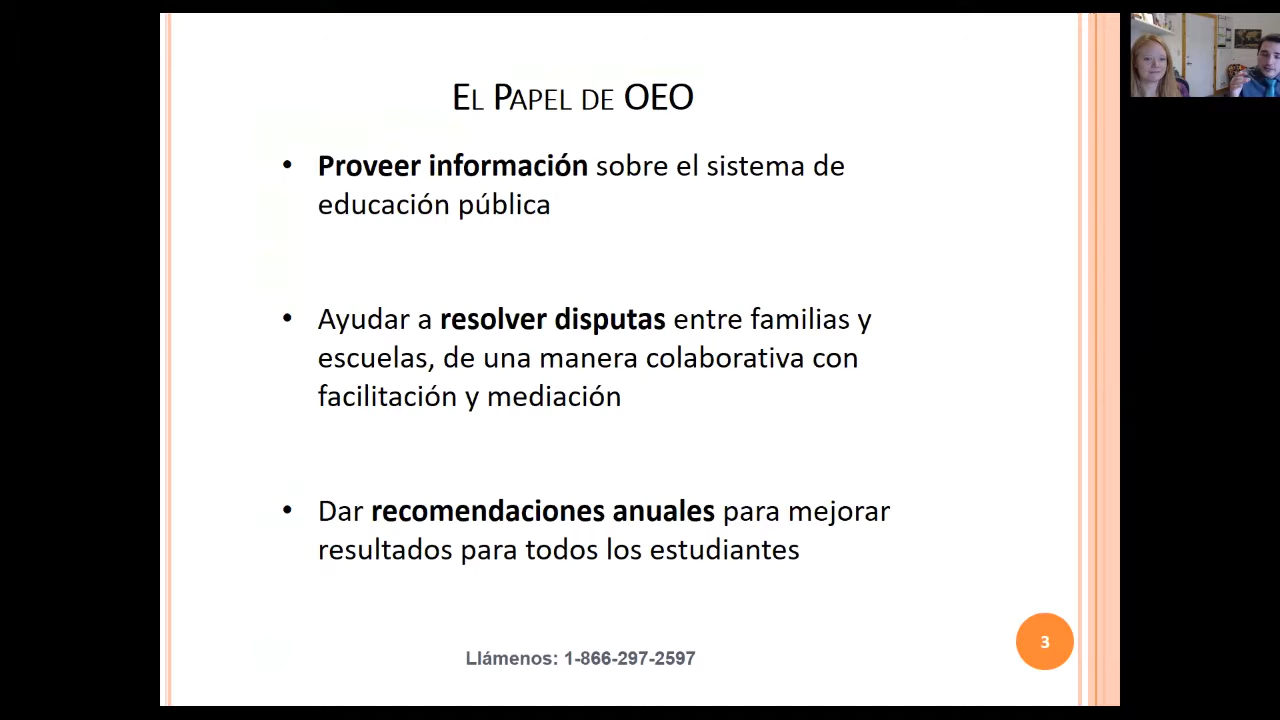 El Papel de OEO
• Proveer información sobre el sistema de
educación pública
• Ayudar a resolver disputas entre familias y
escuelas, de una manera colaborativa con
facilitación y mediación
• Dar recomendaciones anuales para mejorar
resultados para todos los estudiantes
3
Llámenos: 1-866-297-2597